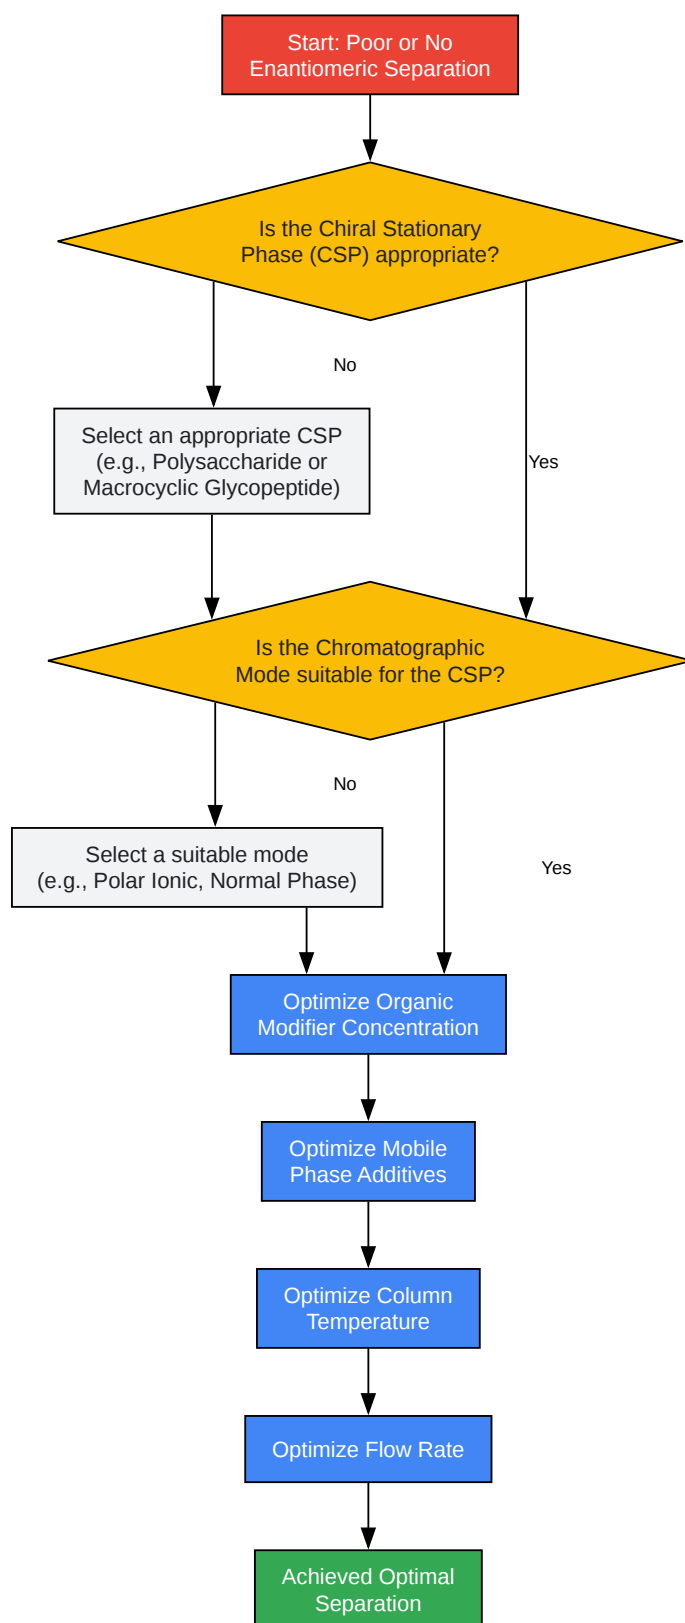 Start: Poor or No
Enantiomeric Separation
Is the Chiral Stationary
Phase (CSP) appropriate?
No
Select an appropriate CSP
(e.g., Polysaccharide or
Macrocyclic Glycopeptide)
Yes
Is the Chromatographic
Mode suitable for the CSP?
No
Select a suitable mode
(e.g., Polar Ionic, Normal Phase)
Yes
Optimize Organic
Modifier Concentration
Optimize Mobile
Phase Additives
Optimize Column
Temperature
Optimize Flow Rate
Achieved Optimal
Separation